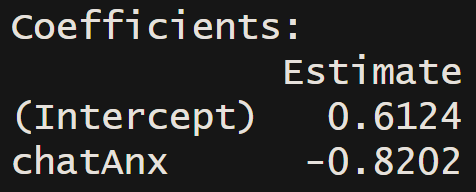 Coefficients:
Estimate
(Intercept) 0.6124
chatAnx -0.8202